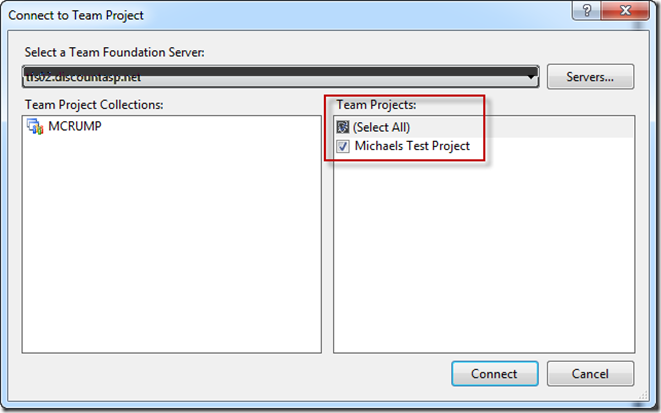 Connect to Team Project
Select a Team Foundation Server:
tfs02.discountasp.net
Servers...
Team Project Collections:
MCRUMP
Team Projects:
(Select All)
Michaels Test Project
Connect
Cancel